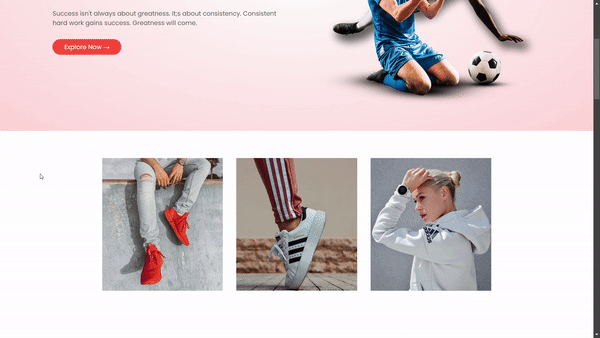 Success isn't always about greatness. It's about consistency. Consistent
hard work gains success. Greatness will come.
Explore Now →